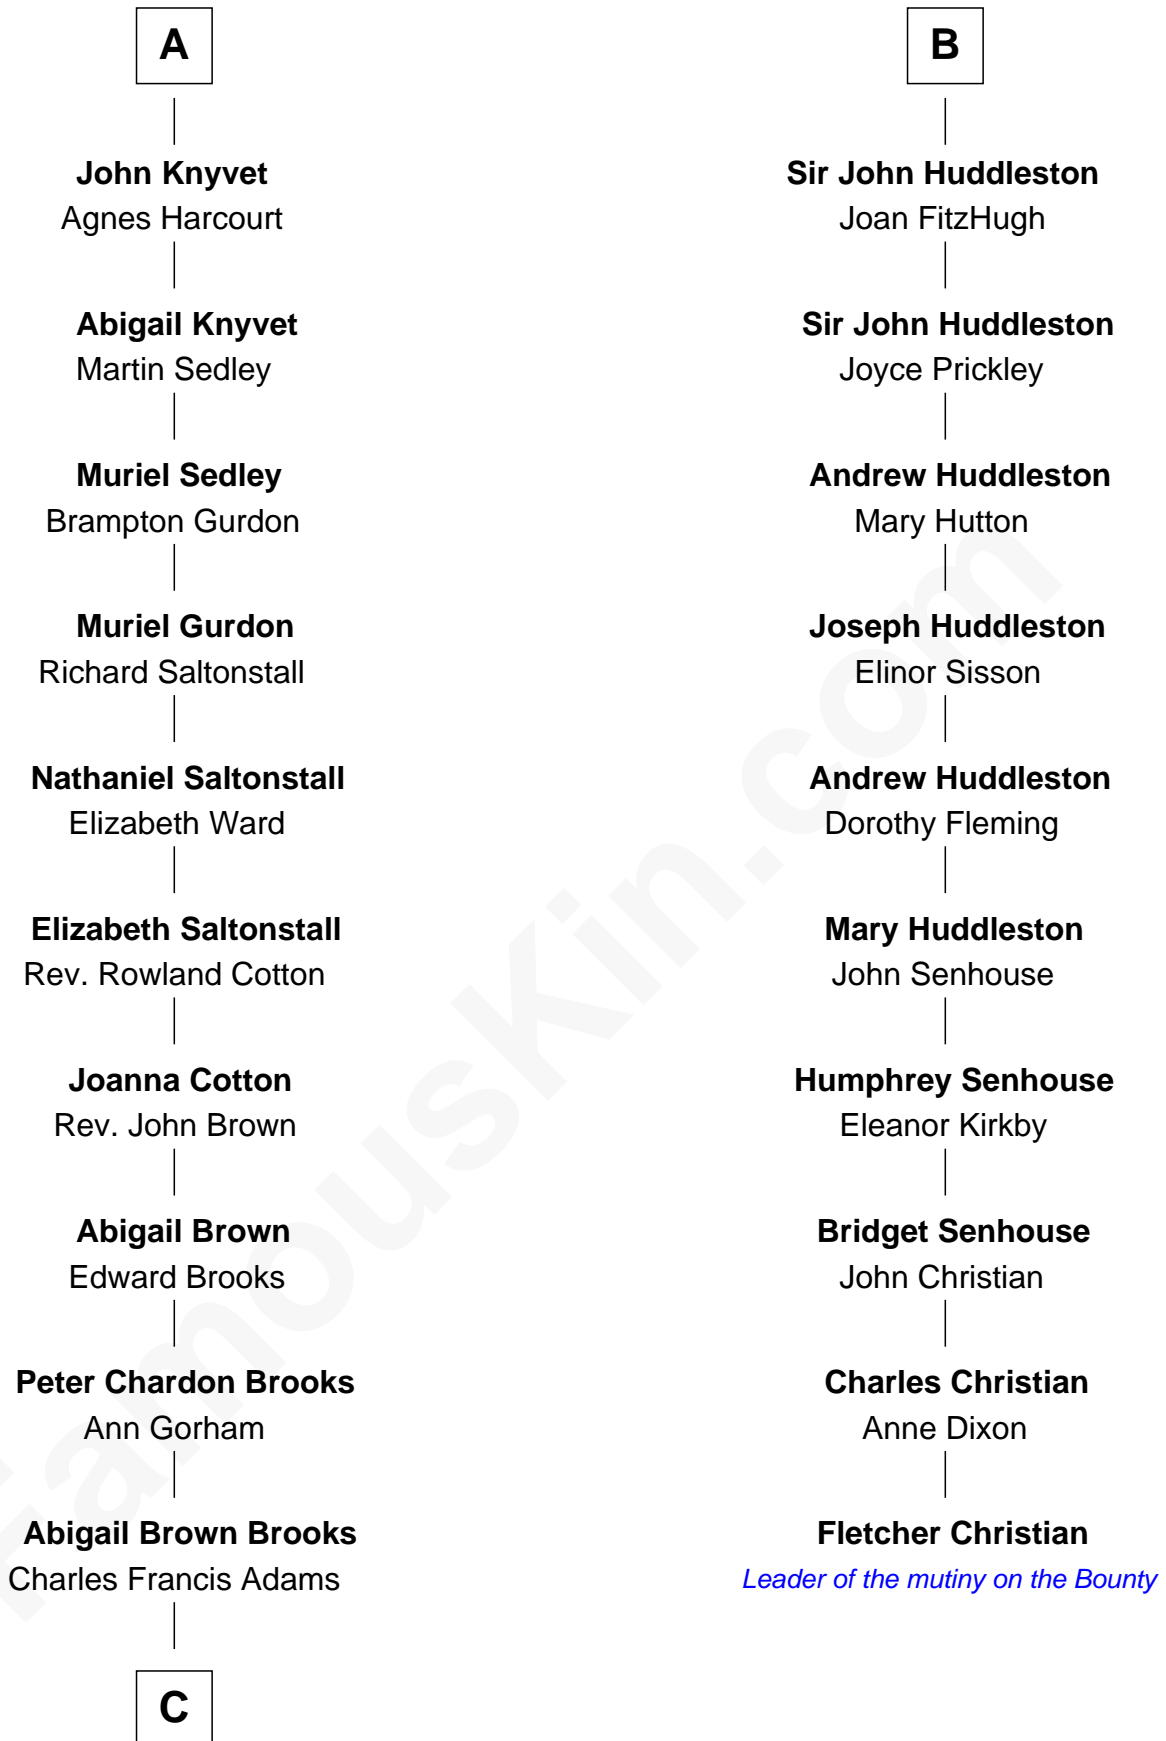 A
John Knyvet
Agnes Harcourt
Abigail Knyvet
Martin Sedley
Muriel Sedley
Brampton Gurdon
Muriel Gurdon
Richard Saltonstall
Nathaniel Saltonstall
Elizabeth Ward
Elizabeth Saltonstall
Rev. Rowland Cotton
Joanna Cotton
Rev. John Brown
Abigail Brown
Edward Brooks
Peter Chardon Brooks
Ann Gorham
Abigail Brown Brooks
Charles Francis Adams
C
B
Sir John Huddleston
Joan FitzHugh
Sir John Huddleston
Joyce Prickley
Andrew Huddleston
Mary Hutton
Joseph Huddleston
Elinor Sisson
Andrew Huddleston
Dorothy Fleming
Mary Huddleston
John Senhouse
Humphrey Senhouse
Eleanor Kirkby
Bridget Senhouse
John Christian
Charles Christian
Anne Dixon
Fletcher Christian
Leader of the mutiny on the Bounty
FamousKin.com